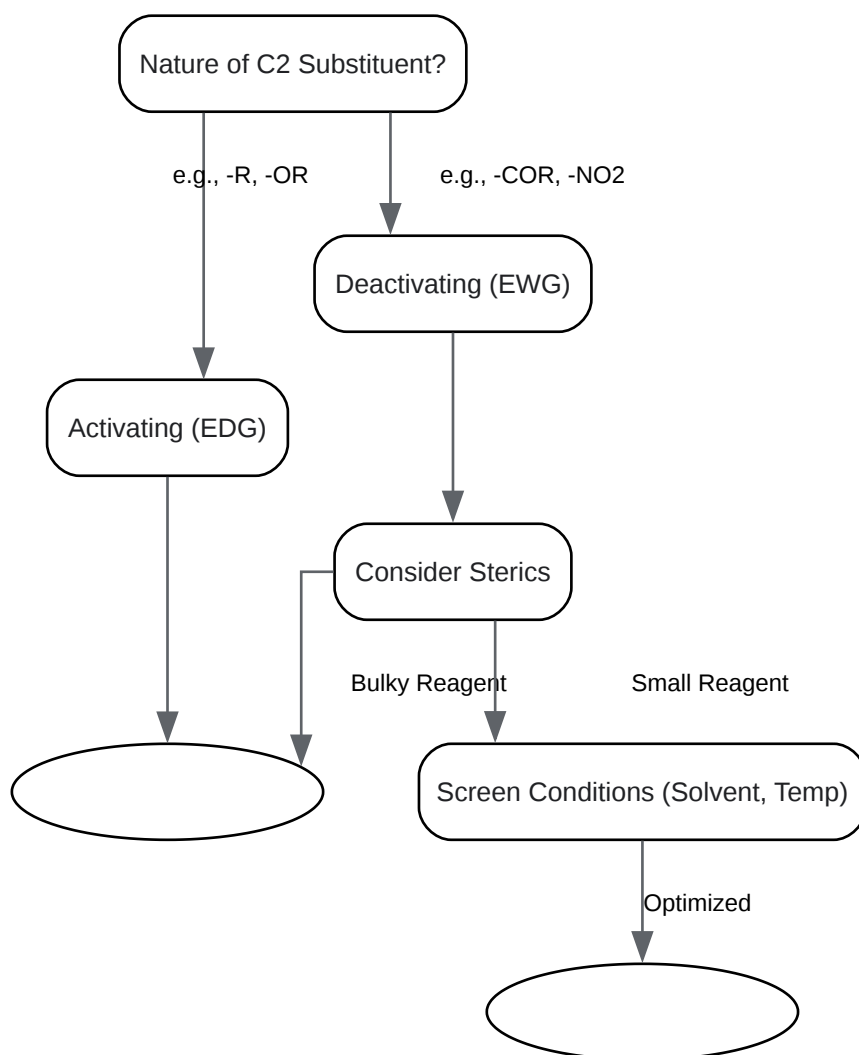 Nature of C2 Substituent?
e.g., -R, -OR
e.g., -COR, -NO2
Deactivating (EWG)
Activating (EDG)
Consider Sterics
Bulky Reagent
Small Reagent
Screen Conditions (Solvent, Temp)
Optimized